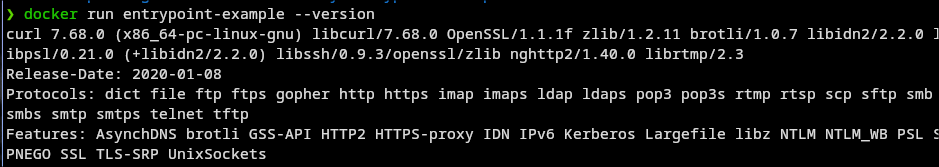 ❯ docker run entrypoint-example --version
curl 7.68.0 (x86_64-pc-linux-gnu) libcurl/7.68.0 OpenSSL/1.1.1f zlib/1.2.11 brotli/1.0.7 libidn2/2.2.0 l
ibpsl/0.21.0 (+libidn2/2.2.0) libssh/0.9.3/openssl/zlib nghttp2/1.40.0 librtmp/2.3
Release-Date: 2020-01-08
Protocols: dict file ftp ftps gopher http https imap imaps ldap ldaps pop3 pop3s rtmp rtsp scp sftp smb
smbs smtp smtps telnet tftp
Features: AsynchDNS brotli GSS-API HTTP2 HTTPS-proxy IDN IPv6 Kerberos Largefile libz NTLM NTLM_WB PSL S
PNEGO SSL TLS-SRP UnixSockets